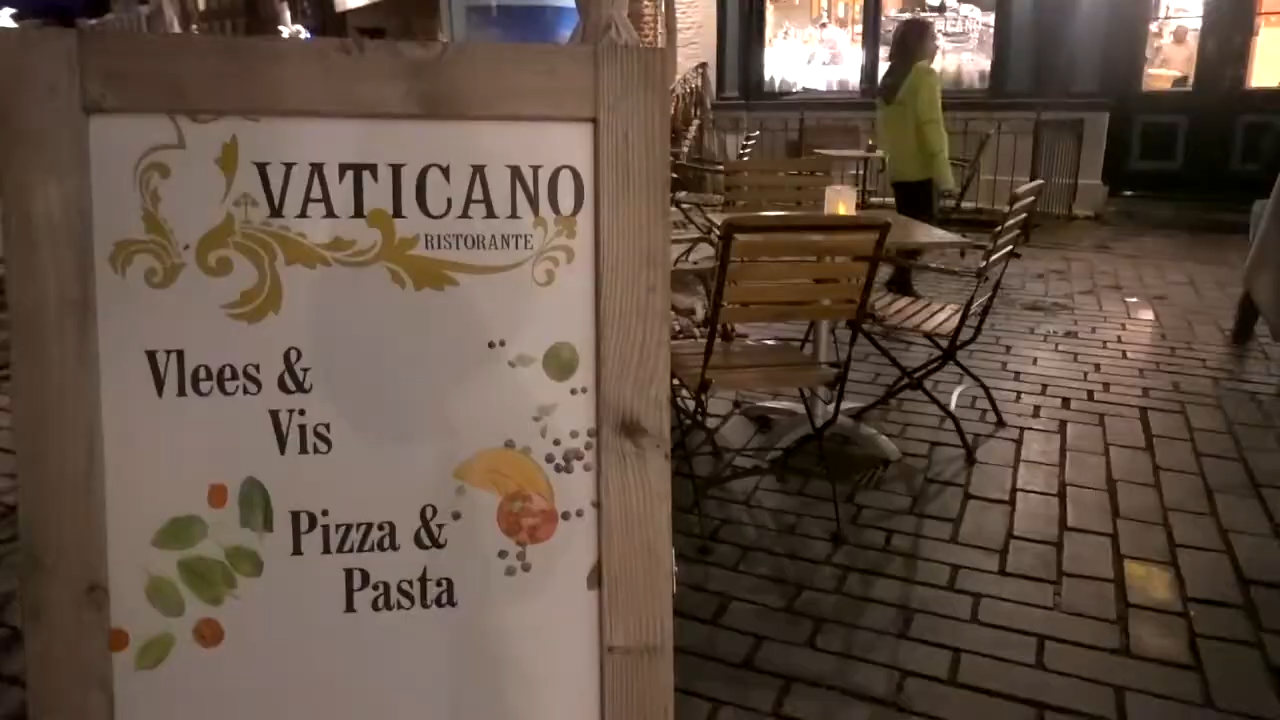 VATICANO
RISTORANTE
Vlees &
Vis
Pizza &
Pasta